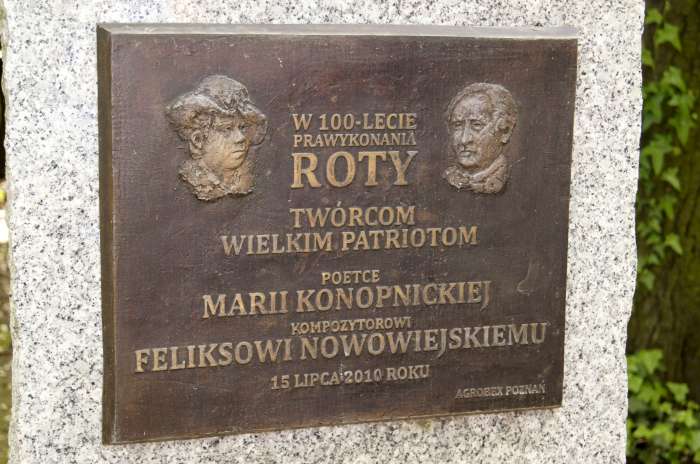 W 100-LECIE
PRAWYKONANIA
ROTY
TWÓRCOM
WIELKIM PATRIOTOM
POETCE
MARII KONOPNICKIEJ
KOMPOZYTOROWI
FELIKSOWI NOWOWIEJSKIEMU
15 LIPCA 2010 ROKU
AGROBEX POZNAŃ